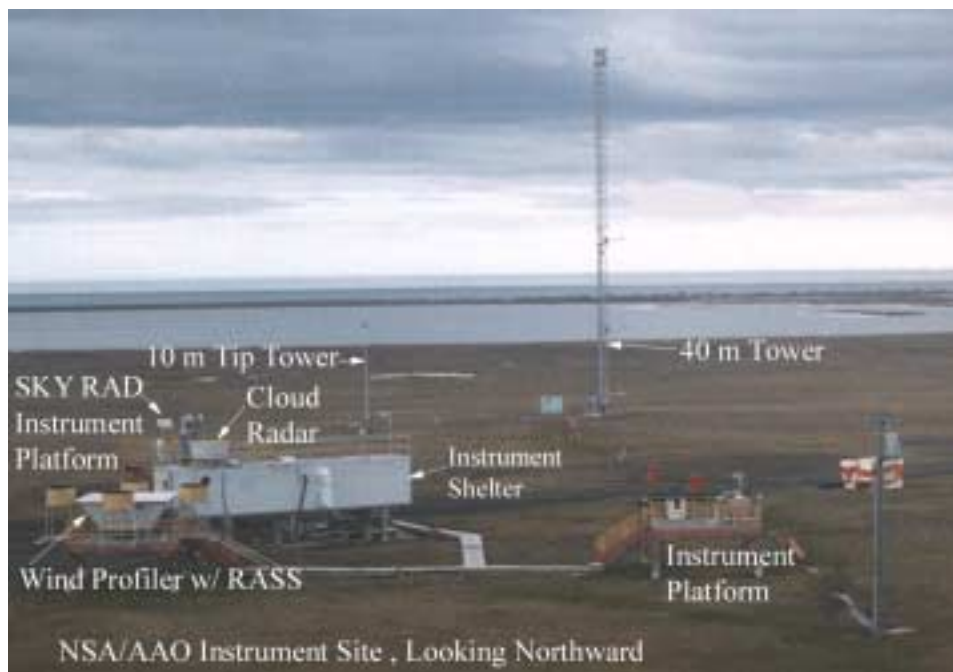 10 m Tip Tower
40 m Tower
SKY RAD
Instrument
Platform
Cloud
Radar
Instrument
Shelter
Wind Profiler w/ RASS
Instrument
Platform
NSA/AAO Instrument Site , Looking Northward